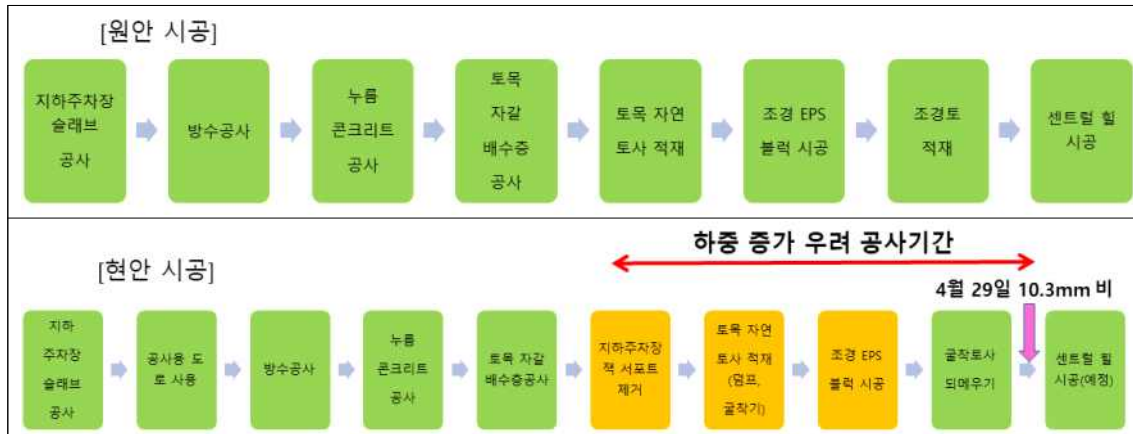 [원안 시공]
지하주차장
슬래브
공사
방수공사
누름
콘크리트
공사
토목
자갈
배수층
공사
토목 자연
토사 적재
조경 EPS
블럭 시공
조경토
적재
센트럴 힐
시공
하중 증가 우려 공사기간
[현안 시공]
4월 29일 10.3mm 비
지하
주차장
슬래브
공사
공사용 도
로 사용
방수공사
누름
콘크리트
공사
토목 자갈
배수층공사
지하주차장
잭 서포트
제거
토목 자연
토사 적재
(덤프,
굴착기)
조경 EPS
블럭 시공
굴착토사
되메우기
센트럴 힐
시공(예정)